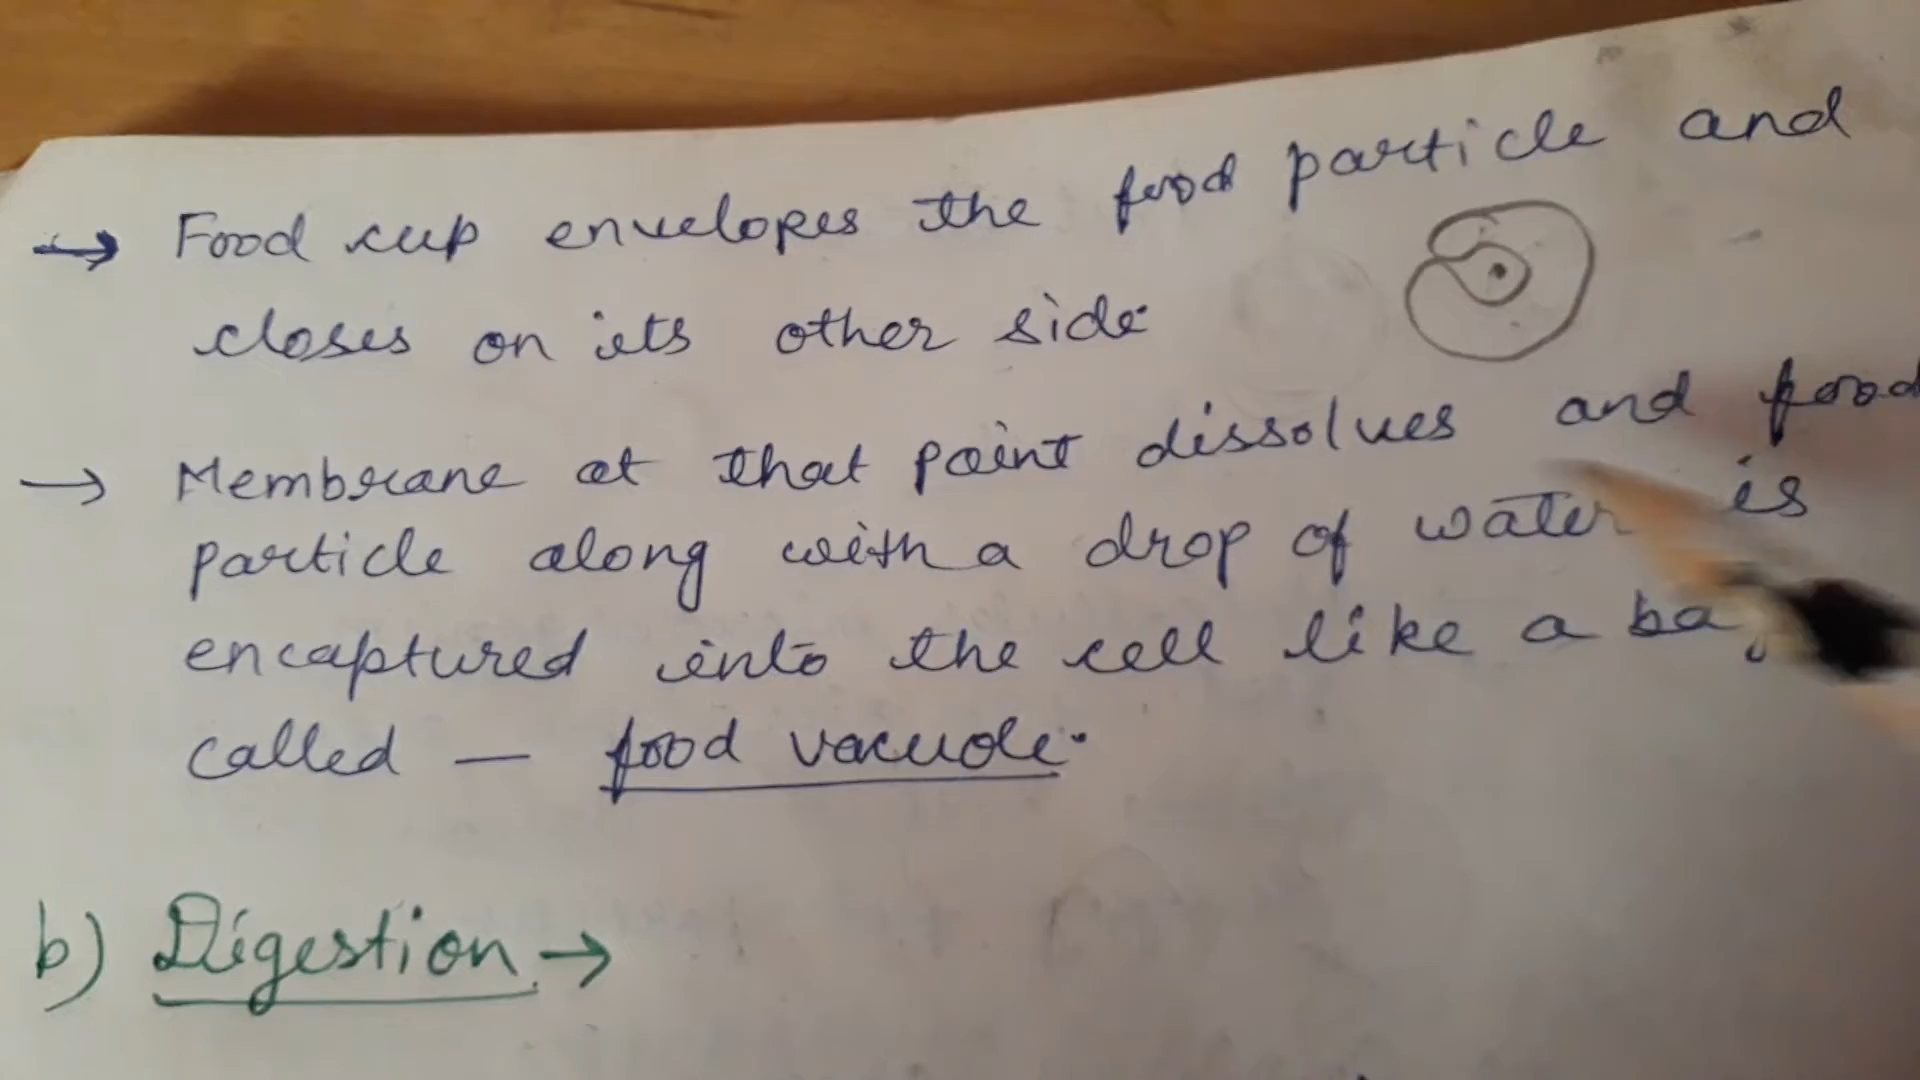 → Food cup envelopes the food particle and
closes on its other side
→ Membrane at that point dissolves and food
particle along with a drop of water is
encaptured into the cell like a
called — food vacuole.
b) Digestion →